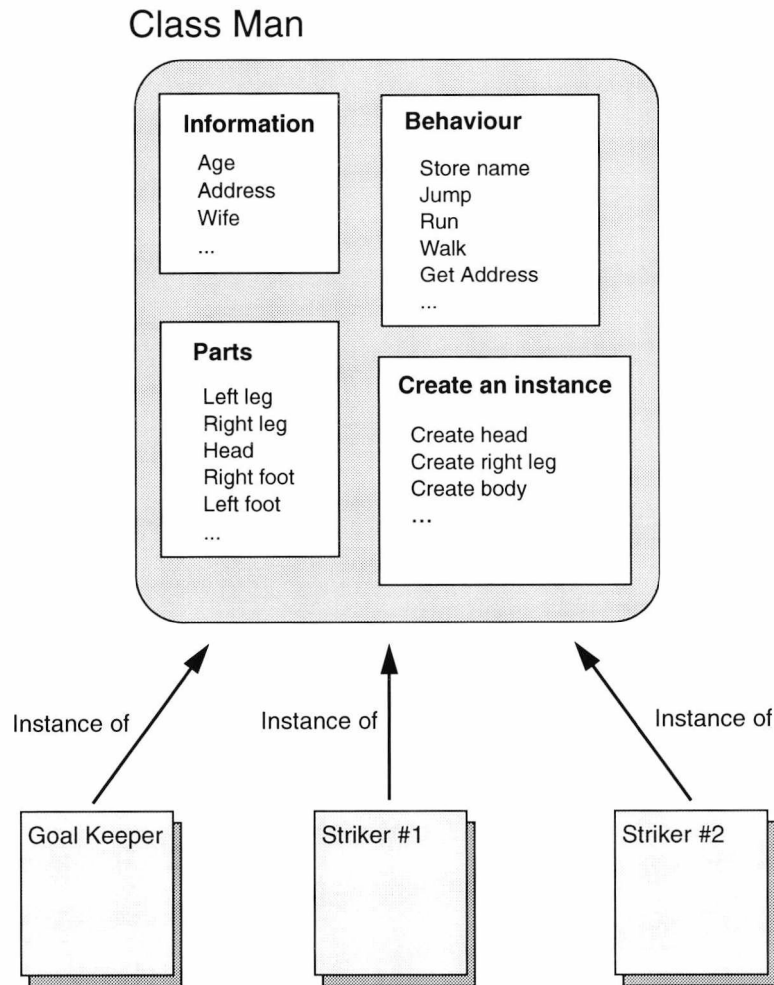 Class Man
Information
Age
Address
Wife
...
Behaviour
Store name
Jump
Run
Walk
Get Address
...
Parts
Left leg
Right leg
Head
Right foot
Left foot
...
Create an instance
Create head
Create right leg
Create body
...
Instance of
Instance of
Instance of
Goal Keeper
Striker #1
Striker #2